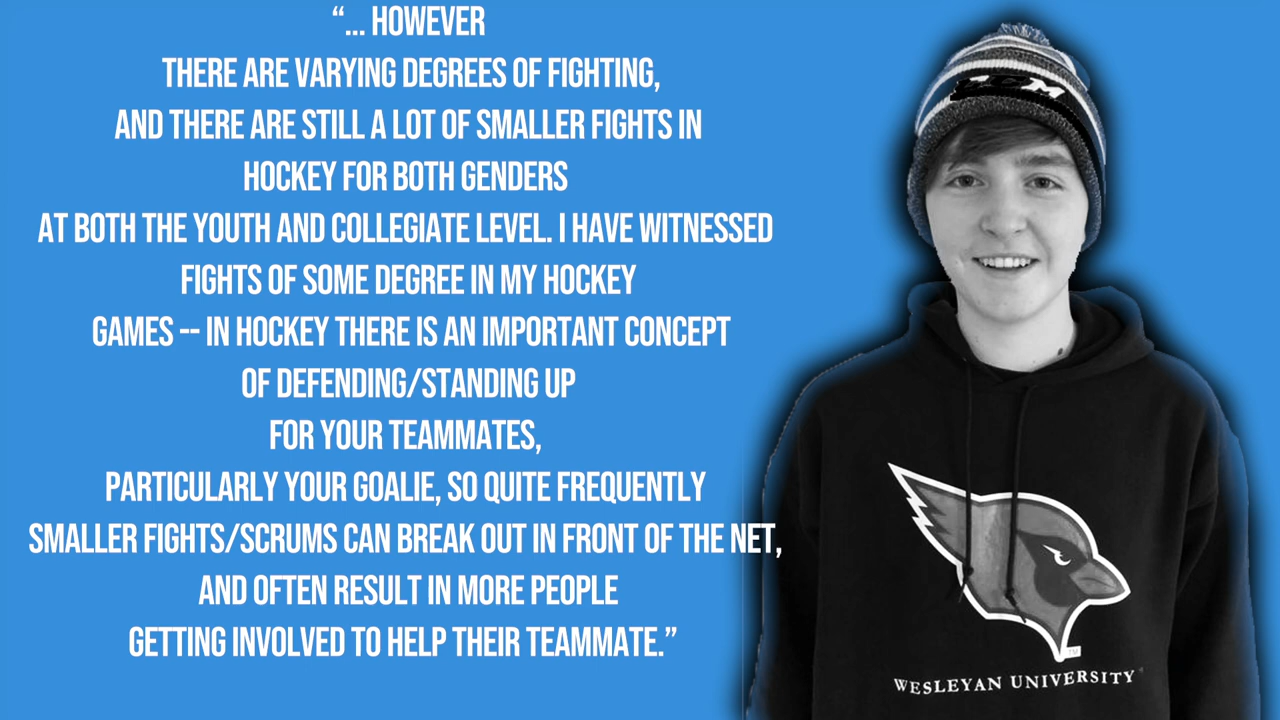 “... HOWEVER
THERE ARE VARYING DEGREES OF FIGHTING,
AND THERE ARE STILL A LOT OF SMALLER FIGHTS IN
HOCKEY FOR BOTH GENDERS
AT BOTH THE YOUTH AND COLLEGIATE LEVEL. I HAVE WITNESSED
FIGHTS OF SOME DEGREE IN MY HOCKEY
GAMES -- IN HOCKEY THERE IS AN IMPORTANT CONCEPT
OF DEFENDING/STANDING UP
FOR YOUR TEAMMATES,
PARTICULARLY YOUR GOALIE, SO QUITE FREQUENTLY
SMALLER FIGHTS/SCRUMS CAN BREAK OUT IN FRONT OF THE NET,
AND OFTEN RESULT IN MORE PEOPLE
GETTING INVOLVED TO HELP THEIR TEAMMATE.”
TM
WESLEYAN UNIVERSITY